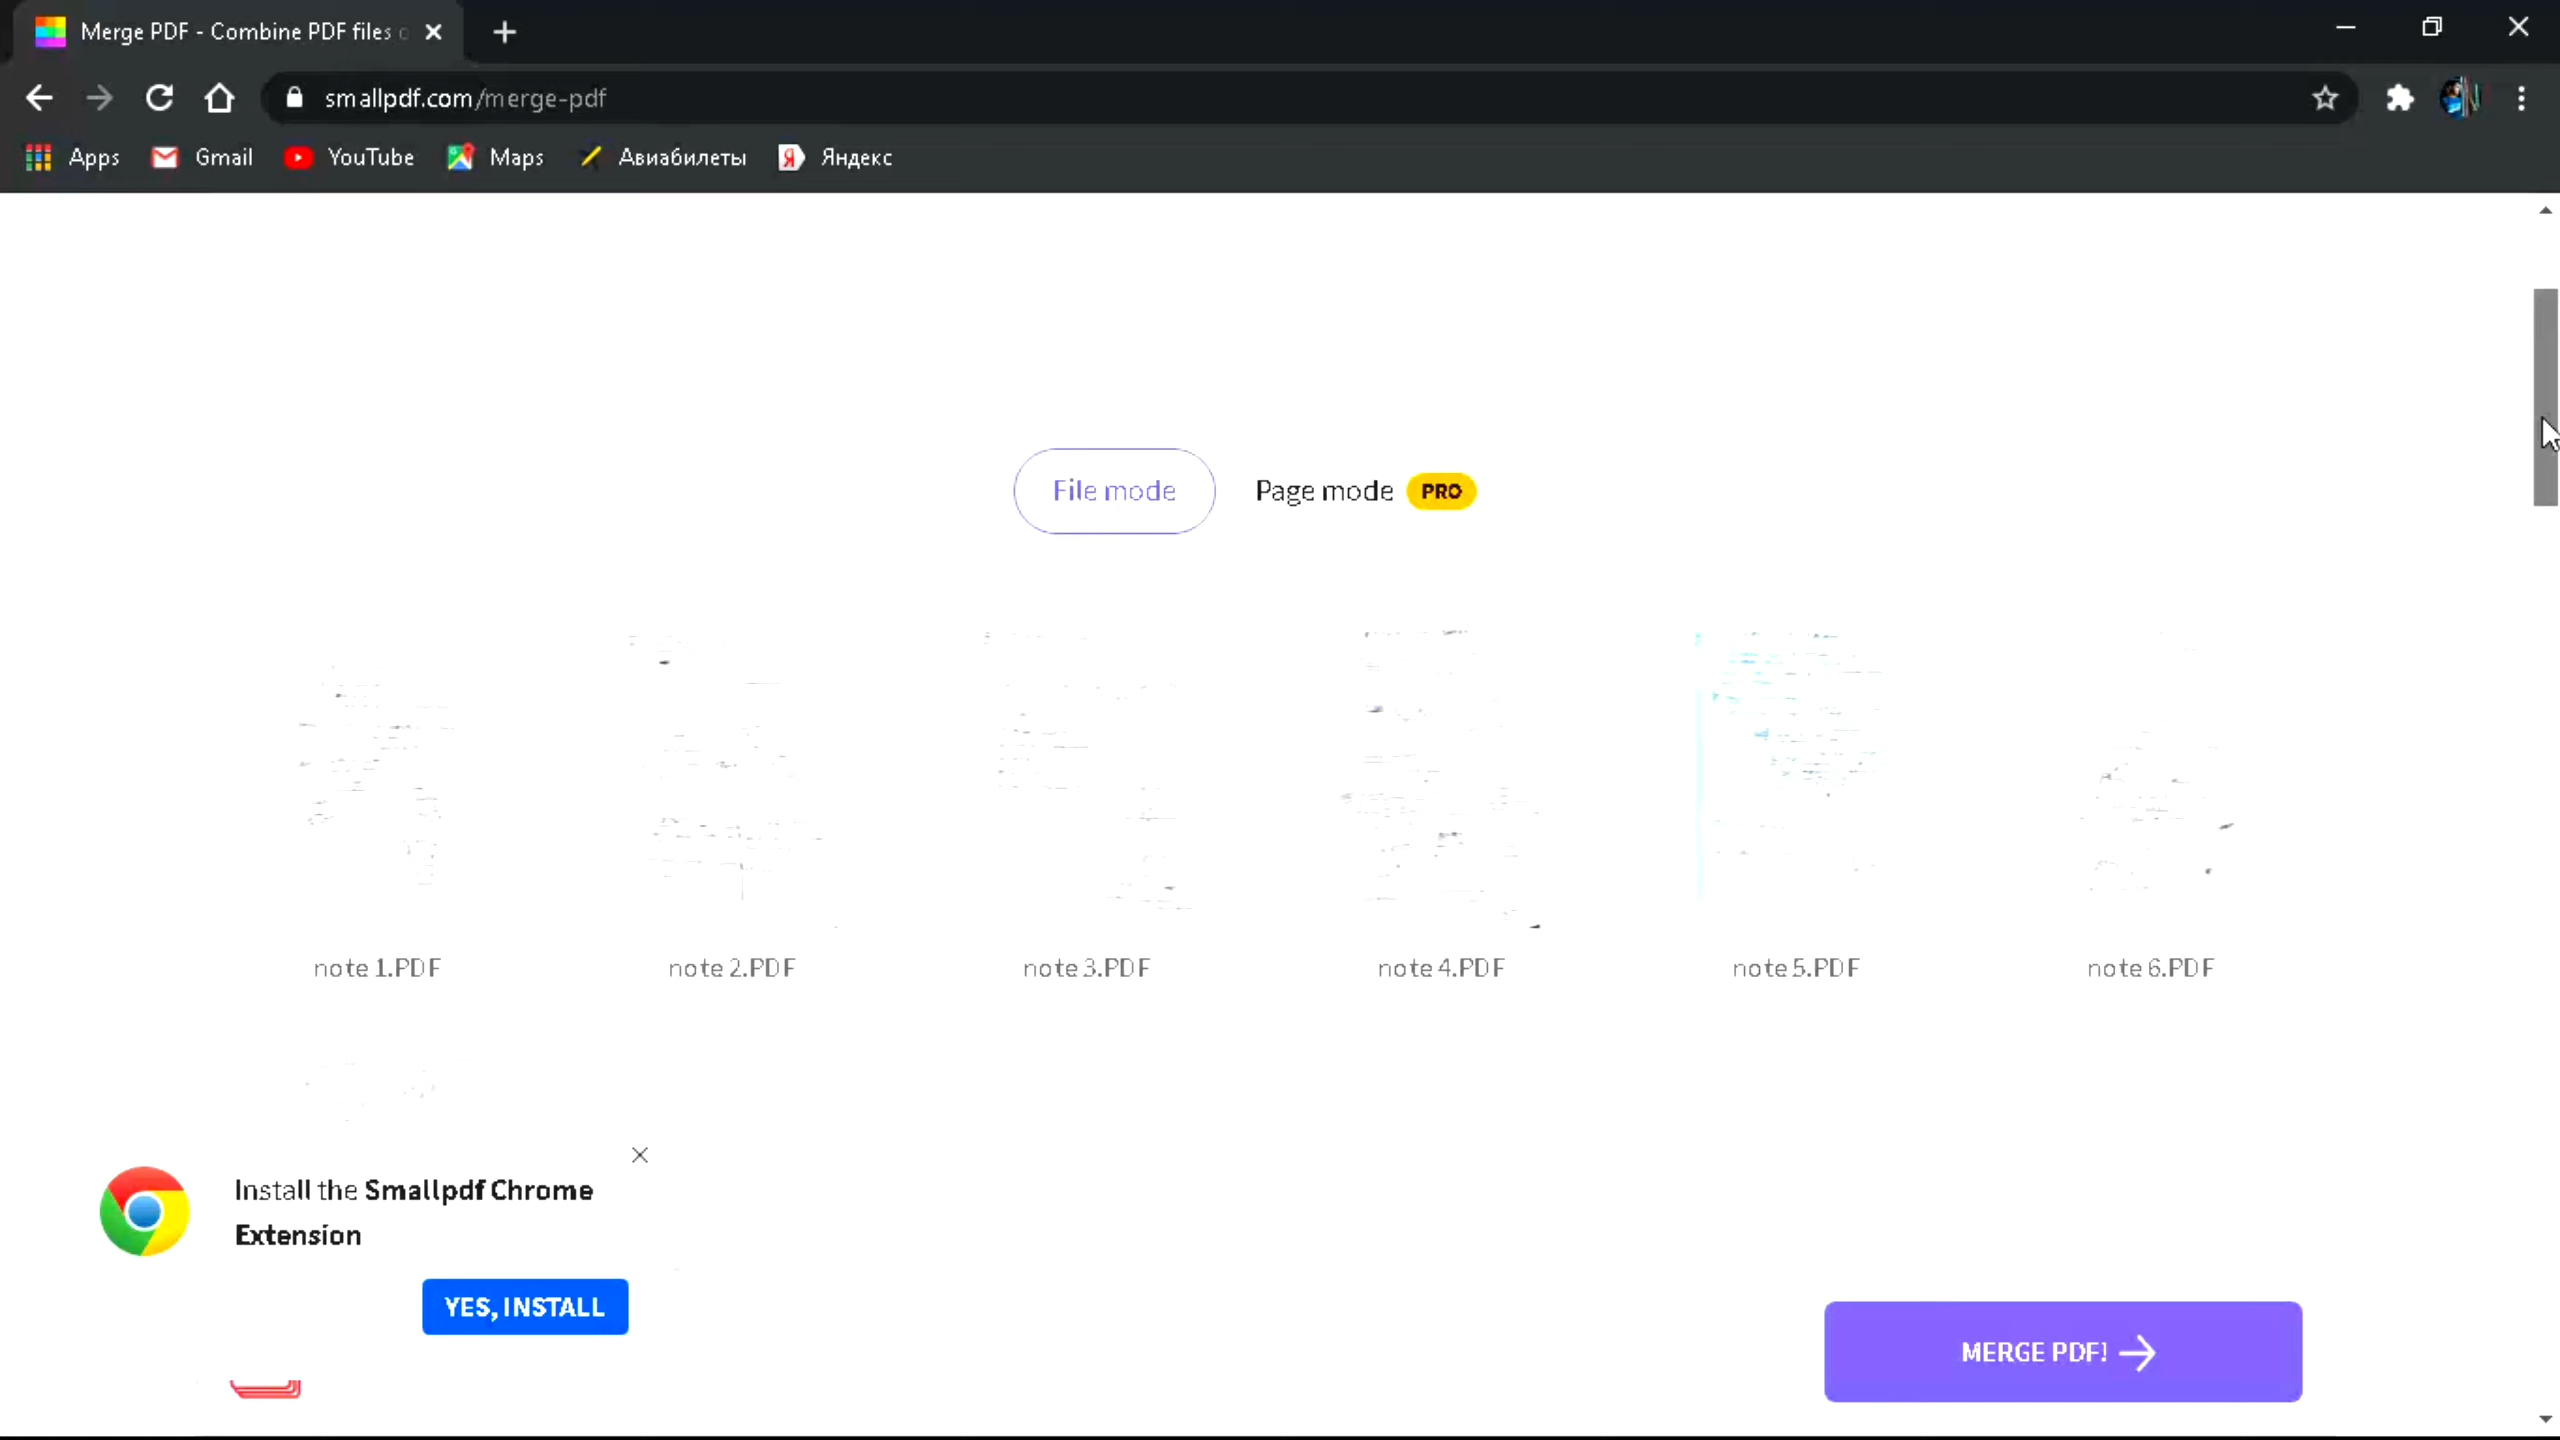 Merge PDF - Combine PDF files
smallpdf.com/merge-pdf
Apps Gmail YouTube Maps Авиабилеты Яндекс
File mode Page mode PRO
note 1.PDF note 2.PDF note 3.PDF note 4.PDF note 5.PDF note 6.PDF
Install the Smallpdf Chrome
Extension
YES, INSTALL
MERGE PDF!